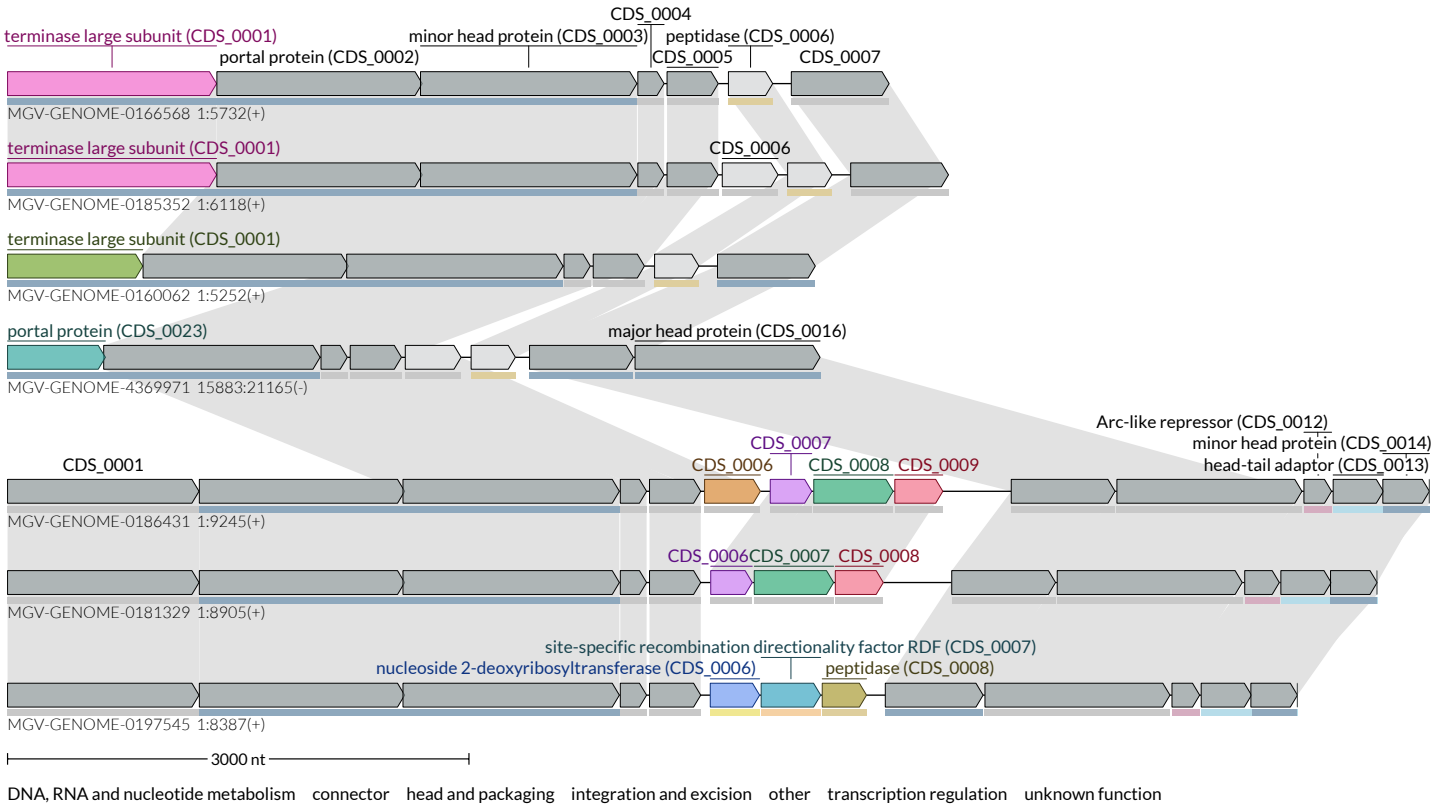 CDS_0004
terminase large subunit (CDS_0001) minor head protein (CDS_0003) peptidase (CDS_0006)
portal protein (CDS_0002) CDS_0005 CDS_0007
MGV-GENOME-0166568 1:5732(+)
terminase large subunit (CDS_0001) CDS_0006
MGV-GENOME-0185352 1:6118(+)
terminase large subunit (CDS_0001)
MGV-GENOME-0160062 1:5252(+)
portal protein (CDS_0023) major head protein (CDS_0016)
MGV-GENOME-4369971 15883:21165(-)
Arc-like repressor (CDS_0012)
CDS_0007 minor head protein (CDS_0014)
CDS_0001 CDS_0006 CDS_0008 CDS_0009 head-tail adaptor (CDS_0013)
MGV-GENOME-0186431 1:9245(+)
CDS_0006 CDS_0007 CDS_0008
MGV-GENOME-0181329 1:8905(+)
site-specific recombination directionality factor RDF (CDS_0007)
nucleoside 2-deoxyribosyltransferase (CDS_0006) peptidase (CDS_0008)
MGV-GENOME-0197545 1:8387(+)
3000 nt
DNA, RNA and nucleotide metabolism connector head and packaging integration and excision other transcription regulation unknown function